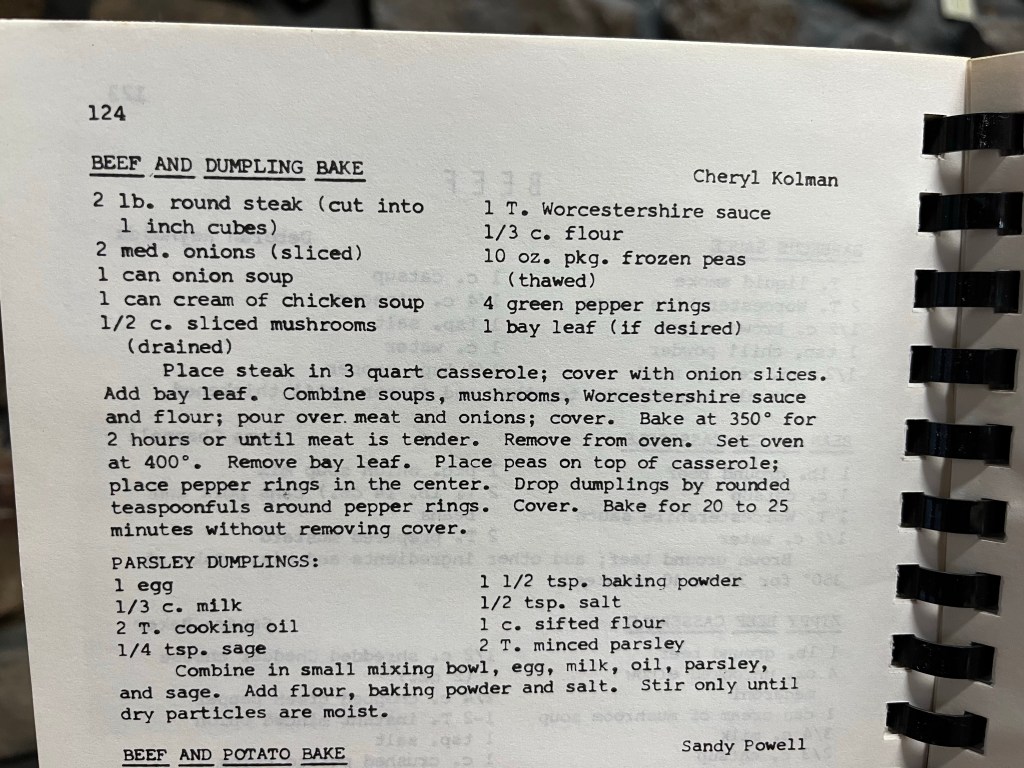 124
BEEF AND DUMPLING BAKE Cheryl Kolman
2 lb. round steak (cut into
1 inch cubes)
2 med. onions (sliced)
1 can onion soup
1 can cream of chicken soup
1/2 c. sliced mushrooms
(drained)
1 T. Worcestershire sauce
1/3 c. flour
10 oz. pkg. frozen peas
(thawed)
4 green pepper rings
1 bay leaf (if desired)
Place steak in 3 quart casserole; cover with onion slices.
Add bay leaf. Combine soups, mushrooms, Worcestershire sauce
and flour; pour over meat and onions; cover. Bake at 350° for
2 hours or until meat is tender. Remove from oven. Set oven
at 400°. Remove bay leaf. Place peas on top of casserole;
place pepper rings in the center. Drop dumplings by rounded
teaspoonfuls around pepper rings. Cover. Bake for 20 to 25
minutes without removing cover.
PARSLEY DUMPLINGS:
1 egg
1/3 c. milk
2 T. cooking oil
1/4 tsp. sage
1 1/2 tsp. baking powder
1/2 tsp. salt
1 c. sifted flour
2 T. minced parsley
Combine in small mixing bowl, egg, milk, oil, parsley,
and sage. Add flour, baking powder and salt. Stir only until
dry particles are moist.
BEEF AND POTATO BAKE Sandy Powell